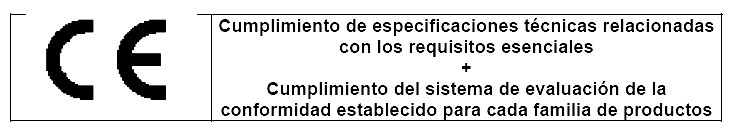 CE
Cumplimiento de especificaciones técnicas relacionadas
con los requisitos esenciales
+
Cumplimiento del sistema de evaluación de la
conformidad establecido para cada familia de productos